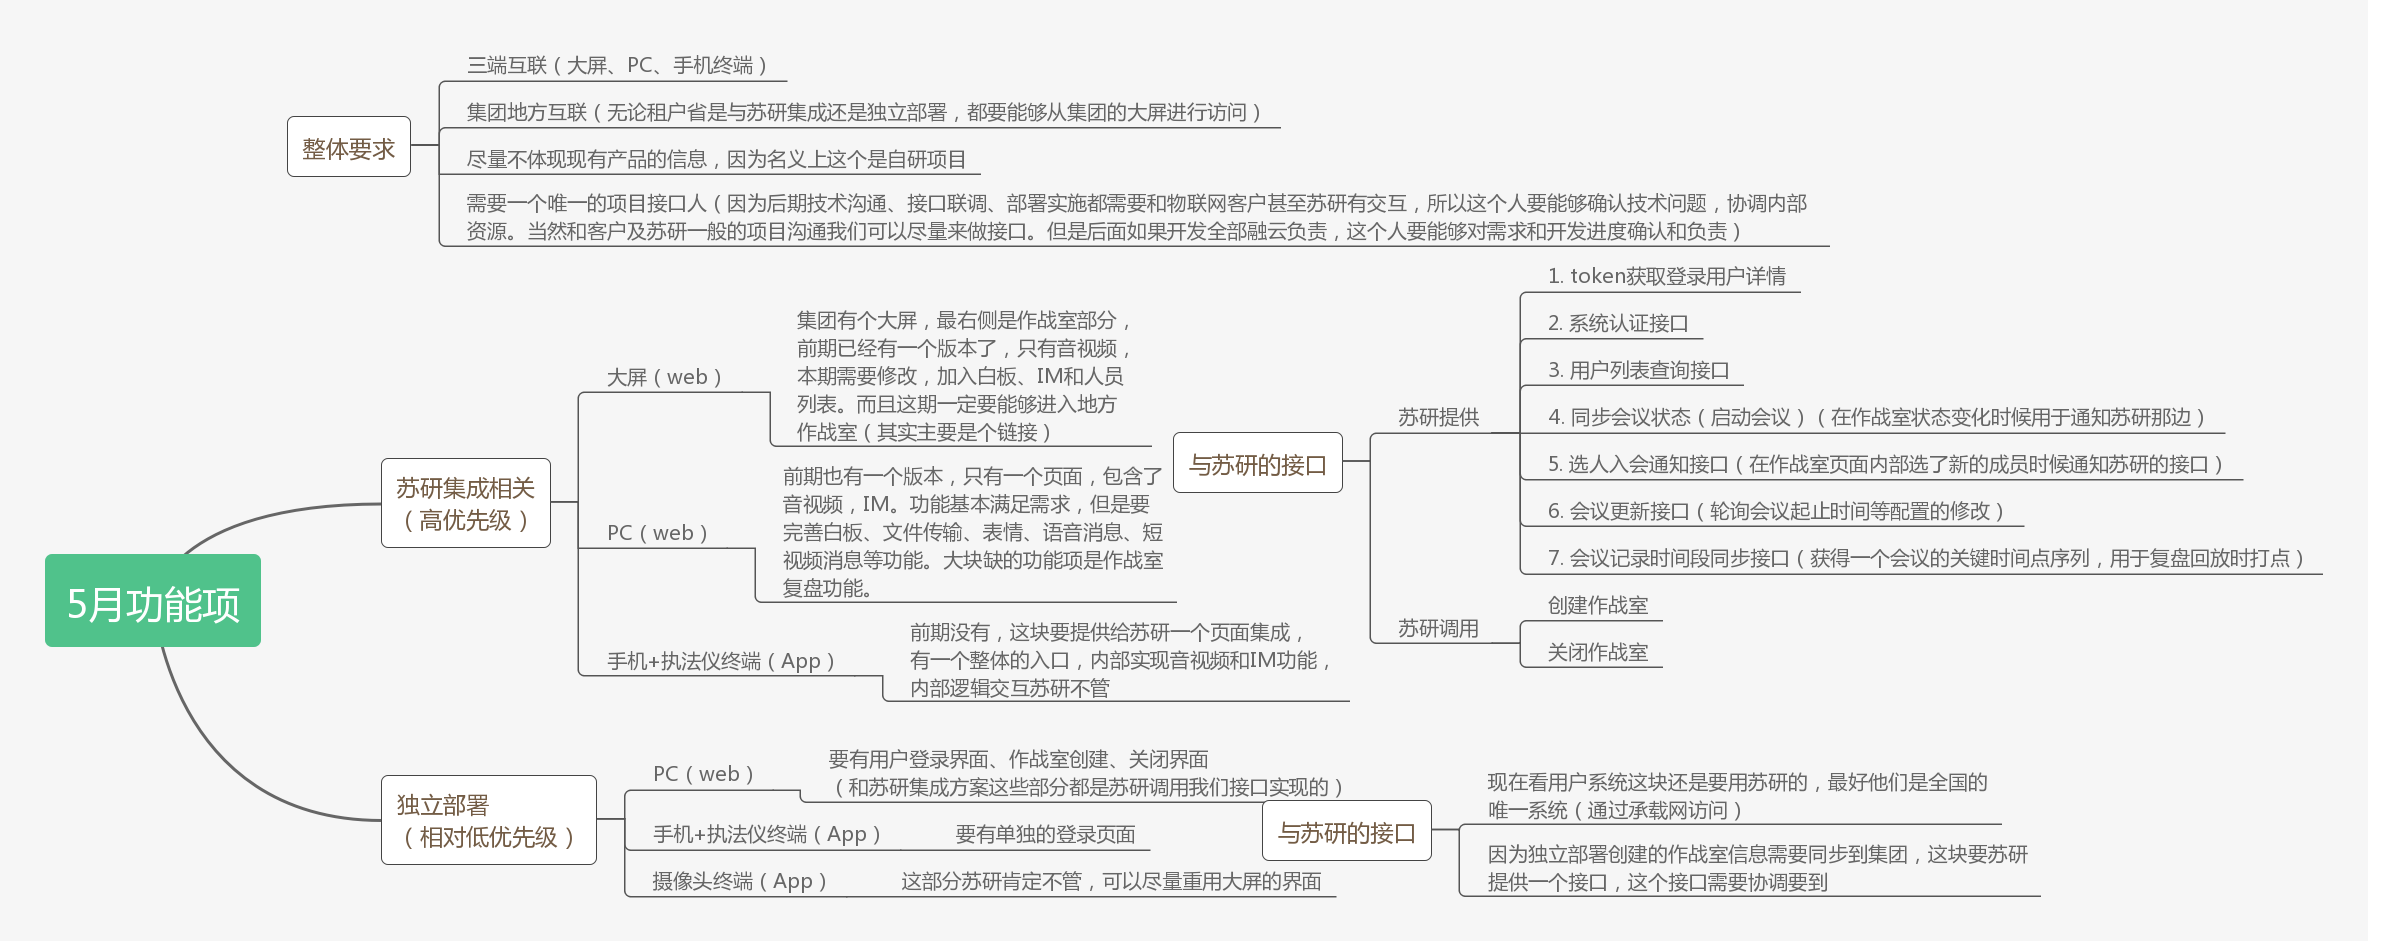 三端互联（大屏、PC、手机终端）
集团地方互联（无论租户省是与苏研集成还是独立部署，都要能够从集团的大屏进行访问）
整体要求
尽量不体现现有产品的信息，因为名义上这个是自研项目
需要一个唯一的项目接口人（因为后期技术沟通、接口联调、部署实施都需要和物联网客户甚至苏研有交互，所以这个人要能够确认技术问题，协调内部
资源。当然和客户及苏研一般的项目沟通我们可以尽量来做接口。但是后面如果开发全部融云负责，这个人要能够对需求和开发进度确认和负责）
5月功能项
苏研集成相关
（高优先级）
大屏（web）
集团有个大屏，最右侧是作战室部分，
前期已经有一个版本了，只有音视频，
本期需要修改，加入白板、IM和人员
列表。而且这期一定要能够进入地方
作战室（其实主要是个链接）
PC（web）
前期也有一个版本，只有一个页面，包含了
音视频，IM。功能基本满足需求，但是要
完善白板、文件传输、表情、语音消息、短
视频消息等功能。大块缺的功能项是作战室
复盘功能。
手机+执法仪终端（App）
前期没有，这块要提供给苏研一个页面集成，
有一个整体的入口，内部实现音视频和IM功能，
内部逻辑交互苏研不管
与苏研的接口
苏研提供
1. token获取登录用户详情
2. 系统认证接口
3. 用户列表查询接口
4. 同步会议状态（启动会议）（在作战室状态变化时候用于通知苏研那边）
5. 选人入会通知接口（在作战室页面内部选了新的成员时候通知苏研的接口）
6. 会议更新接口（轮询会议起止时间等配置的修改）
7. 会议记录时间段同步接口（获得一个会议的关键时间点序列，用于复盘回放时打点）
苏研调用
创建作战室
关闭作战室
独立部署
（相对低优先级）
PC（web）
要有用户登录界面、作战室创建、关闭界面
（和苏研集成方案这些部分都是苏研调用我们接口实现的）
手机+执法仪终端（App）
要有单独的登录页面
摄像头终端（App）
这部分苏研肯定不管，可以尽量重用大屏的界面
与苏研的接口
现在看用户系统这块还是要用苏研的，最好他们是全国的
唯一系统（通过承载网访问）
因为独立部署创建的作战室信息需要同步到集团，这块要苏研
提供一个接口，这个接口需要协调要到